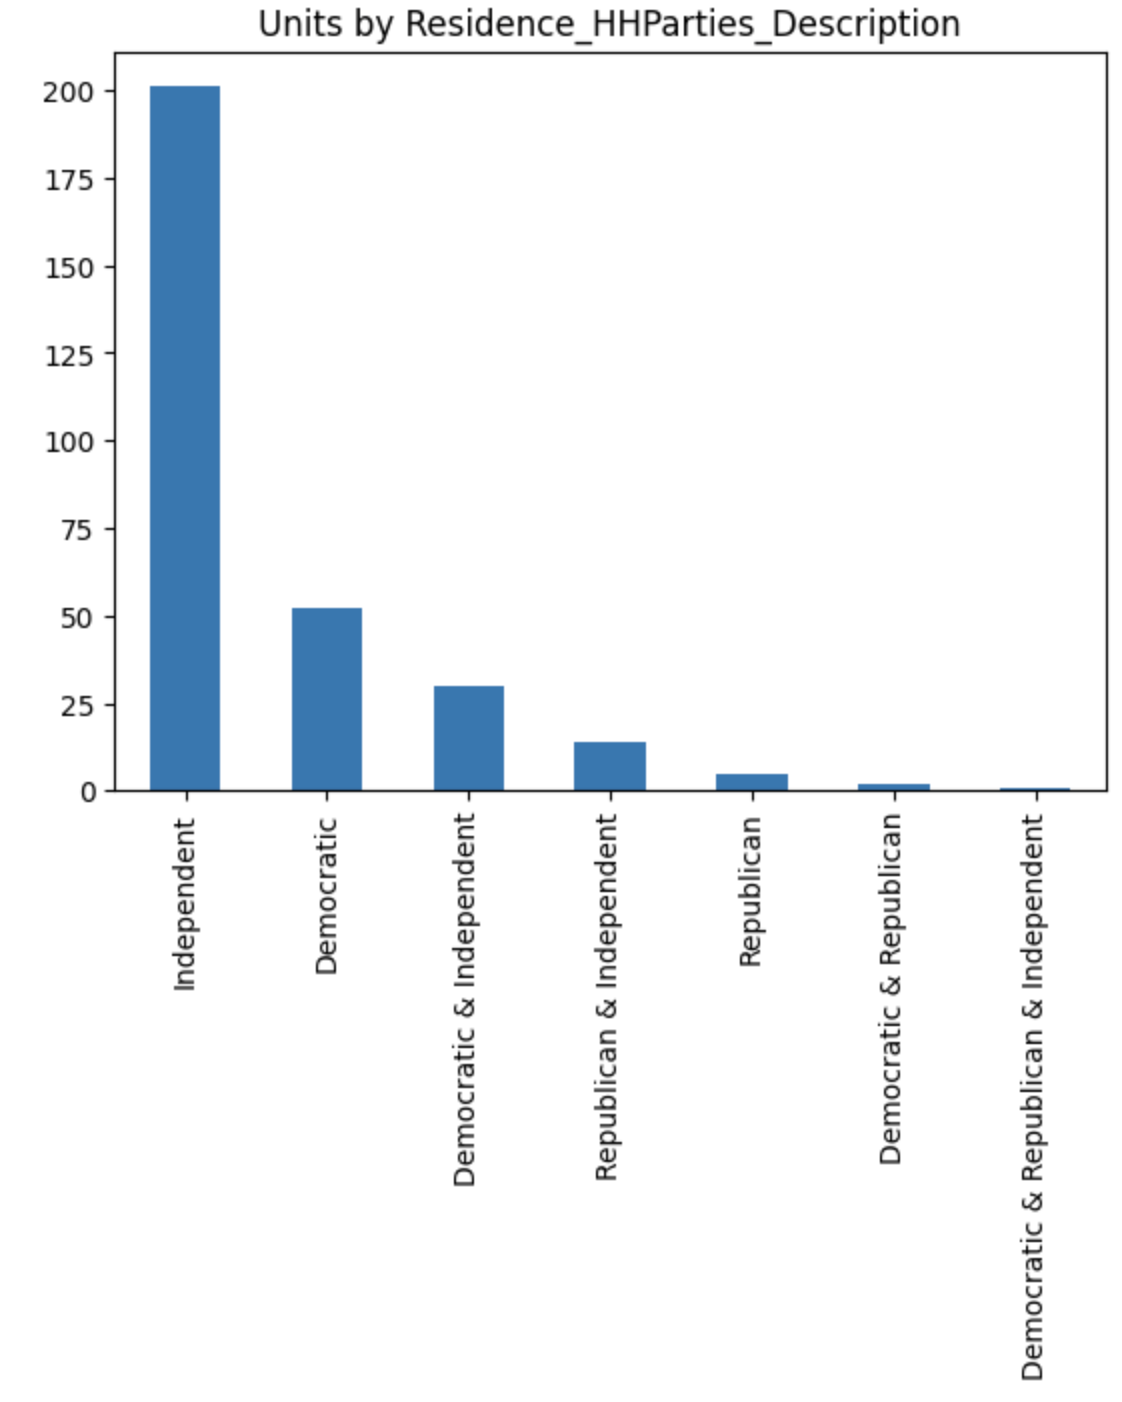 Units by Residence_HHParties_Description
200
175
150
125
100
75
50
25
0
Independent
Democratic
Democratic & Independent
Republican & Independent
Republican
Democratic & Republican
Democratic & Republican & Independent